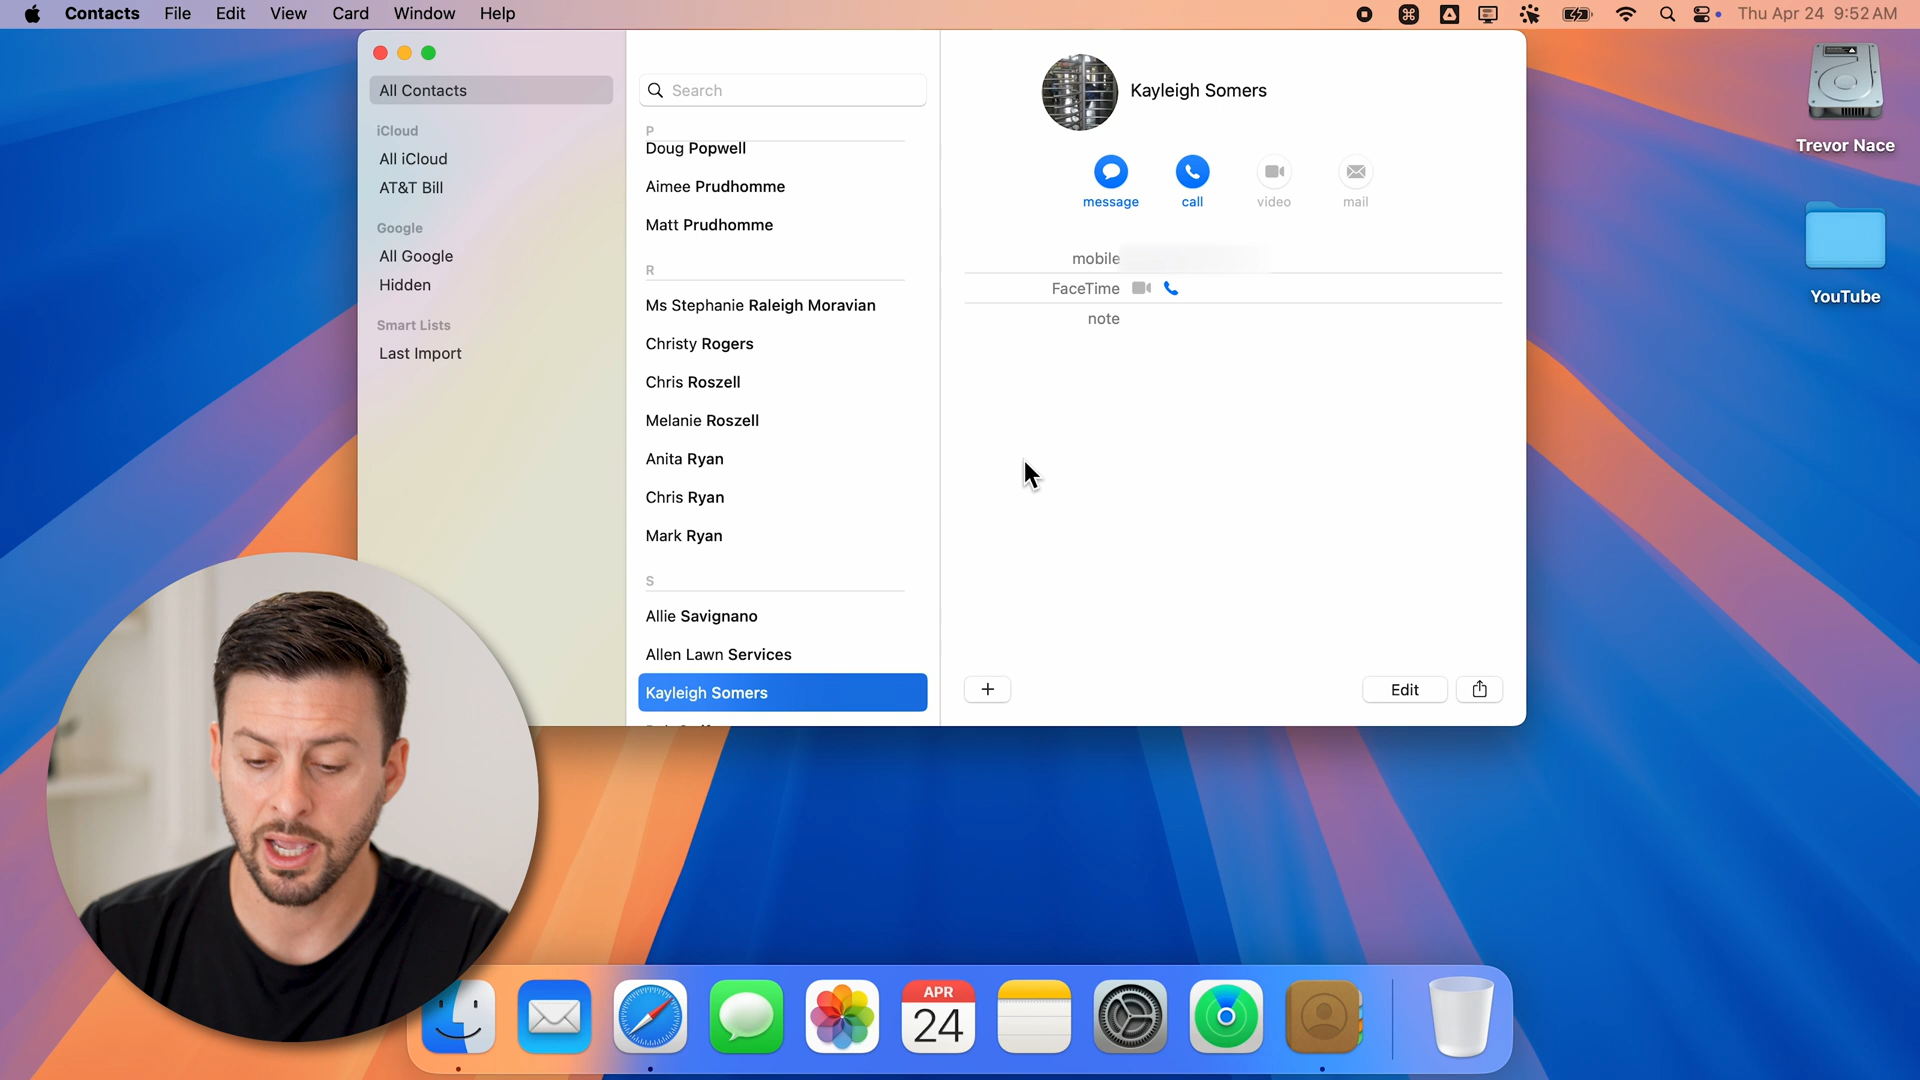 Contacts File Edit View Card Window Help
Thu Apr 24 9:52 AM
All Contacts
iCloud
All iCloud
AT&T Bill
Google
All Google
Hidden
Smart Lists
Last Import
Search
P
Doug Popwell
Aimee Prudhomme
Matt Prudhomme
R
Ms Stephanie Raleigh Moravian
Christy Rogers
Chris Roszell
Melanie Roszell
Anita Ryan
Chris Ryan
Mark Ryan
S
Allie Savignano
Allen Lawn Services
Kayleigh Somers
Kayleigh Somers
message call video mail
mobile
FaceTime
note
+
Edit
Trevor Nace
YouTube
APR
24